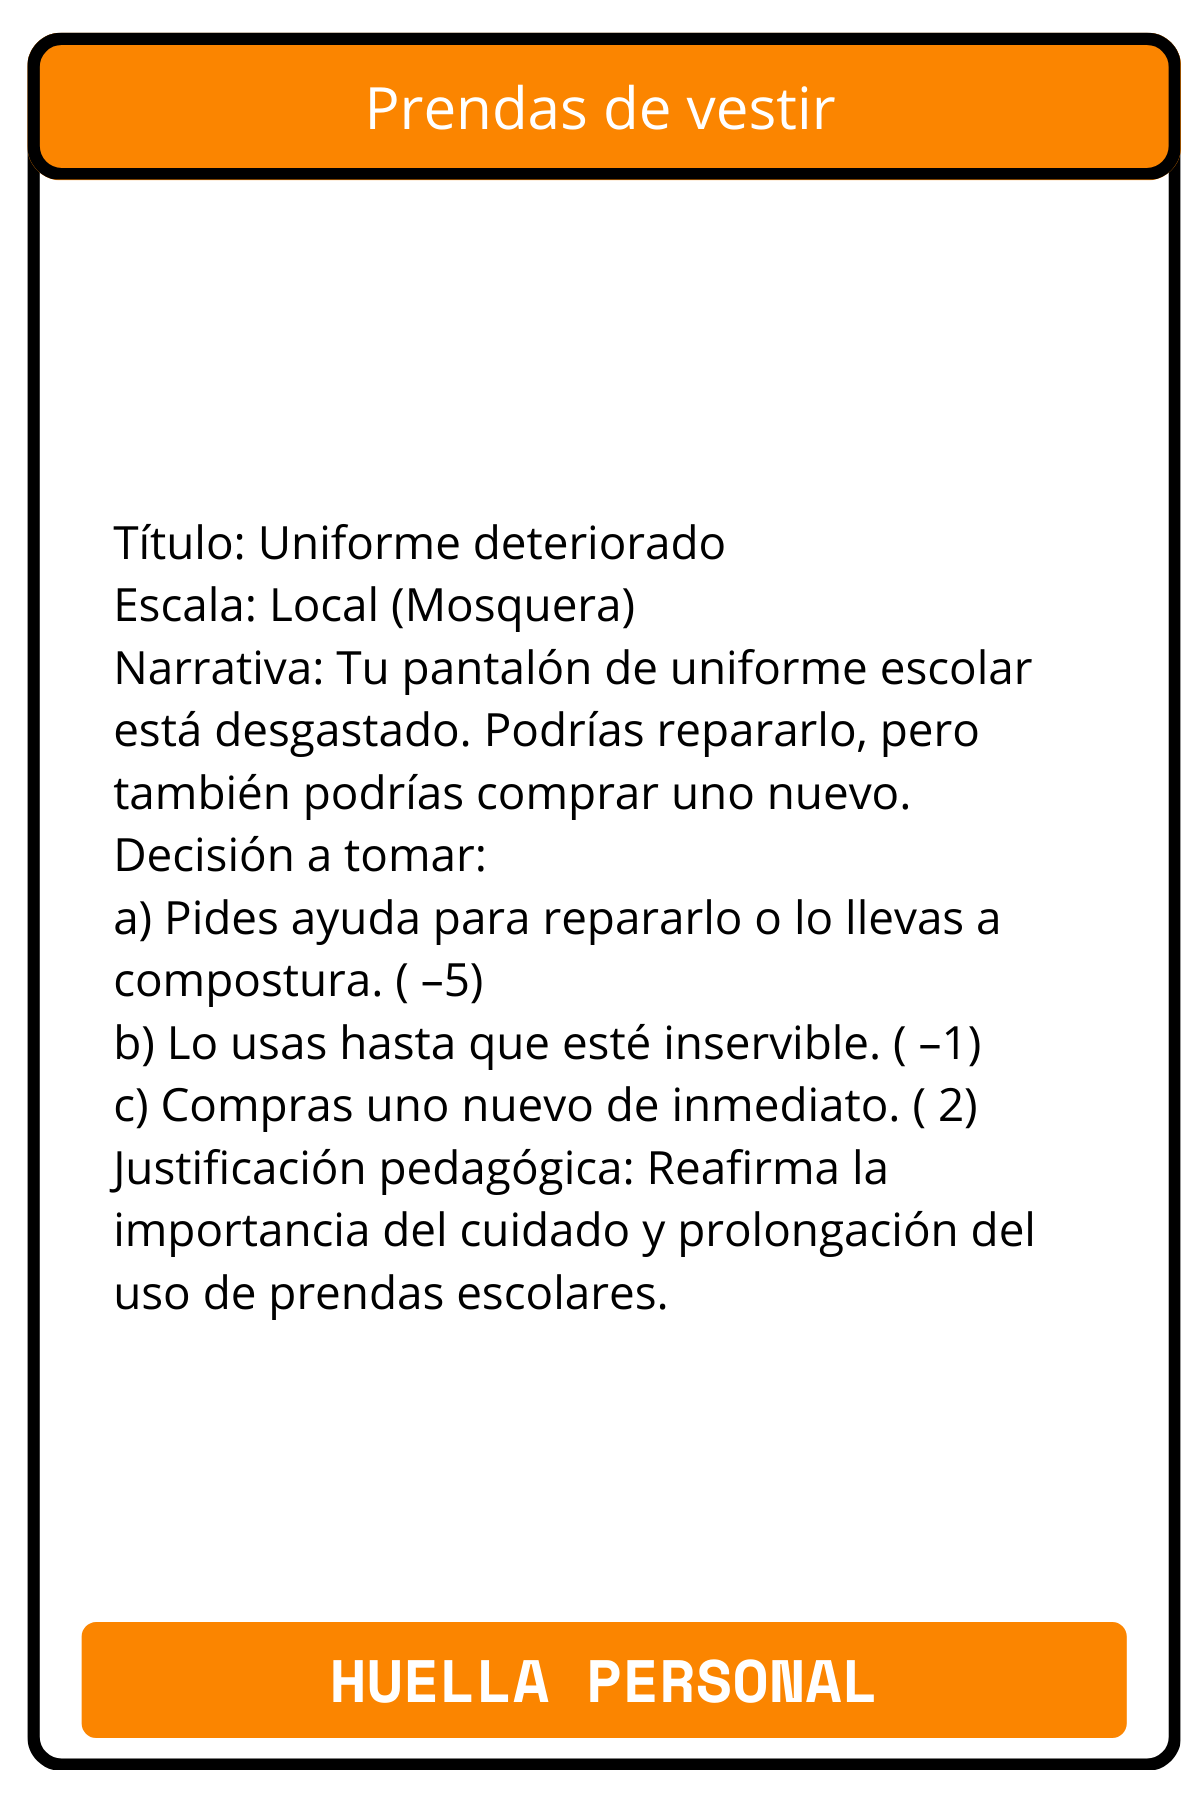 Prendas de vestir
Título: Uniforme deteriorado
Escala: Local (Mosquera)
Narrativa: Tu pantalón de uniforme escolar
está desgastado. Podrías repararlo, pero
también podrías comprar uno nuevo.
Decisión a tomar:
a) Pides ayuda para repararlo o lo llevas a
compostura. ( –5)
b) Lo usas hasta que esté inservible. ( –1)
c) Compras uno nuevo de inmediato. ( 2)
Justificación pedagógica: Reafirma la
importancia del cuidado y prolongación del
uso de prendas escolares.
HUELLA PERSONAL